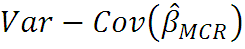 Var − Cov(β̂_MCR)